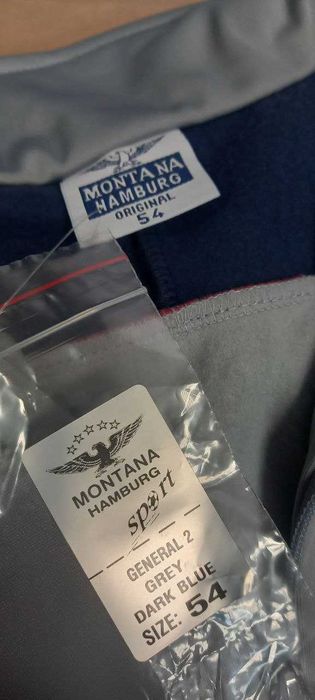 MONTANA
HAMBURG
ORIGINAL
54
MONTANA
HAMBURG
sport
GENERAL 2
GREY
DARK BLUE
SIZE: 54